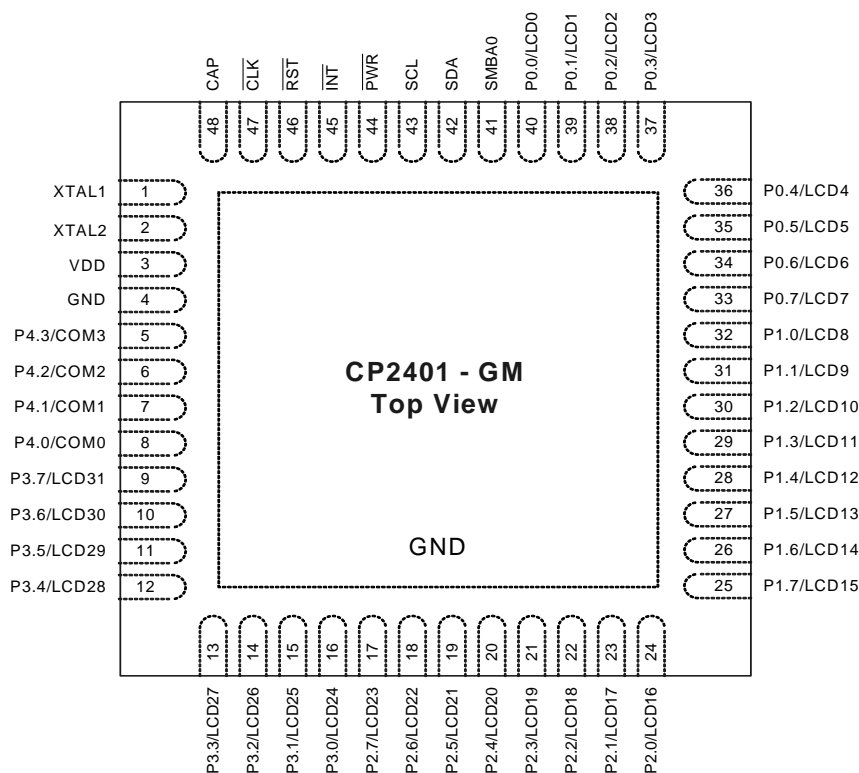 CAP
C̅L̅K̅
R̅S̅T̅
I̅N̅T̅
P̅W̅R̅
SCL
SDA
SMBA0
P0.0/LCD0
P0.1/LCD1
P0.2/LCD2
P0.3/LCD3
48
47
46
45
44
43
42
41
40
39
38
37
XTAL1 1
XTAL2 2
VDD 3
GND 4
P4.3/COM3 5
P4.2/COM2 6
P4.1/COM1 7
P4.0/COM0 8
P3.7/LCD31 9
P3.6/LCD30 10
P3.5/LCD29 11
P3.4/LCD28 12
CP2401 - GM
Top View
GND
36 P0.4/LCD4
35 P0.5/LCD5
34 P0.6/LCD6
33 P0.7/LCD7
32 P1.0/LCD8
31 P1.1/LCD9
30 P1.2/LCD10
29 P1.3/LCD11
28 P1.4/LCD12
27 P1.5/LCD13
26 P1.6/LCD14
25 P1.7/LCD15
13
14
15
16
17
18
19
20
21
22
23
24
P3.3/LCD27
P3.2/LCD26
P3.1/LCD25
P3.0/LCD24
P2.7/LCD23
P2.6/LCD22
P2.5/LCD21
P2.4/LCD20
P2.3/LCD19
P2.2/LCD18
P2.1/LCD17
P2.0/LCD16